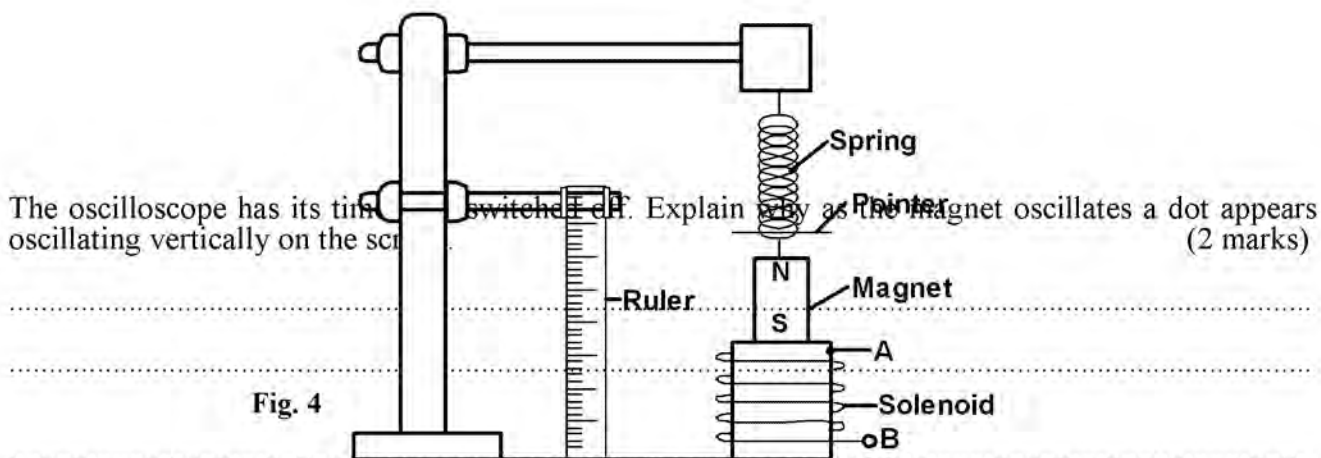 Spring
The oscilloscope has its tim switched off. Explain why as the magnet oscillates a dot appears
Pointer
oscillating vertically on the scr . (2 marks)
N
Ruler
Magnet
S
A
Fig. 4
Solenoid
B